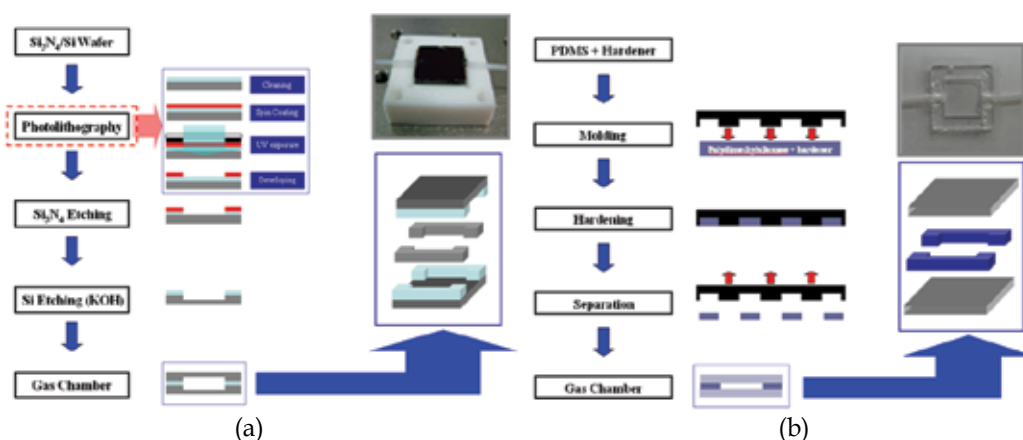 Si₃N₄/Si Wafer
Photolithography
Cleaning
Spin Coating
UV exposure
Developing
Si₃N₄ Etching
Si Etching (KOH)
Gas Chamber
(a)
PDMS + Hardener
Molding
Polydimethylsiloxane + hardener
Hardening
Separation
Gas Chamber
(b)